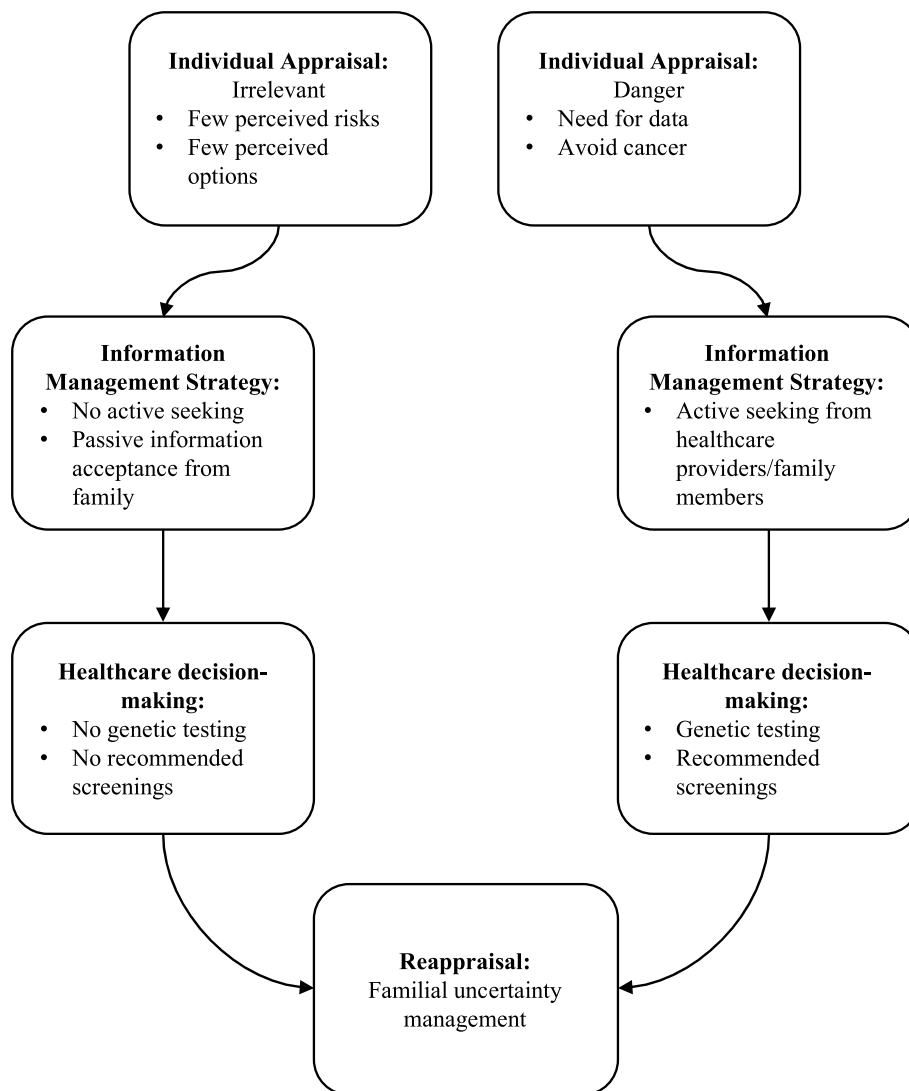 Individual Appraisal:
Irrelevant
• Few perceived risks
• Few perceived
options
Individual Appraisal:
Danger
• Need for data
• Avoid cancer
Information
Management Strategy:
• No active seeking
• Passive information
acceptance from
family
Information
Management Strategy:
• Active seeking from
healthcare
providers/family
members
Healthcare decision-
making:
• No genetic testing
• No recommended
screenings
Healthcare decision-
making:
• Genetic testing
• Recommended
screenings
Reappraisal:
Familial uncertainty
management